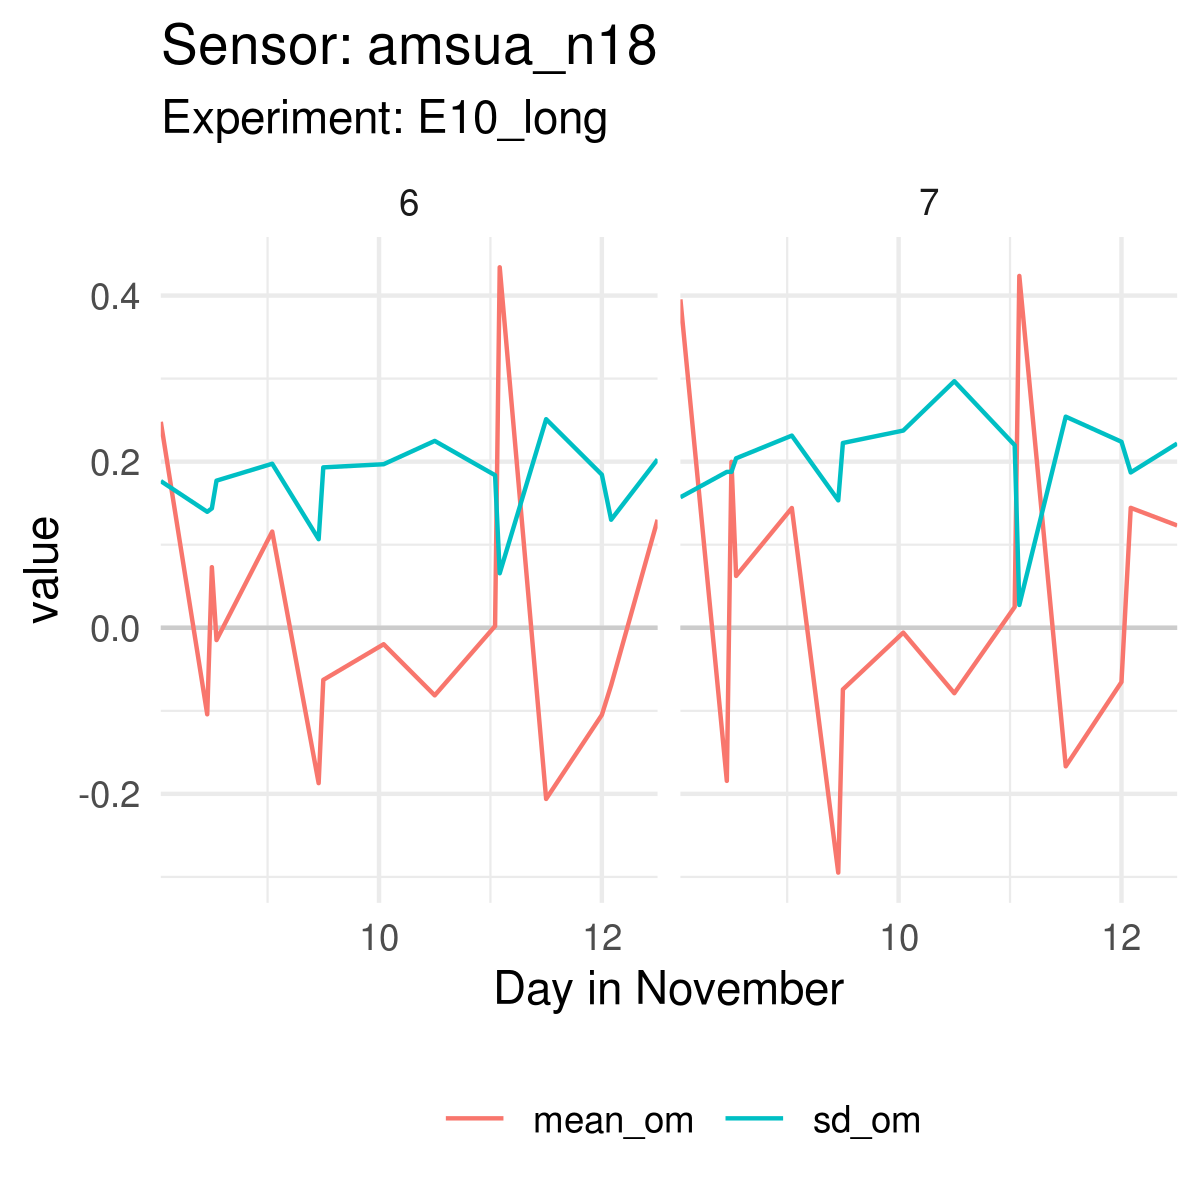 Sensor: amsua_n18
Experiment: E10_long
6 7
0.4
0.2
0.0
-0.2
value
10 12 10 12
Day in November
mean_om sd_om